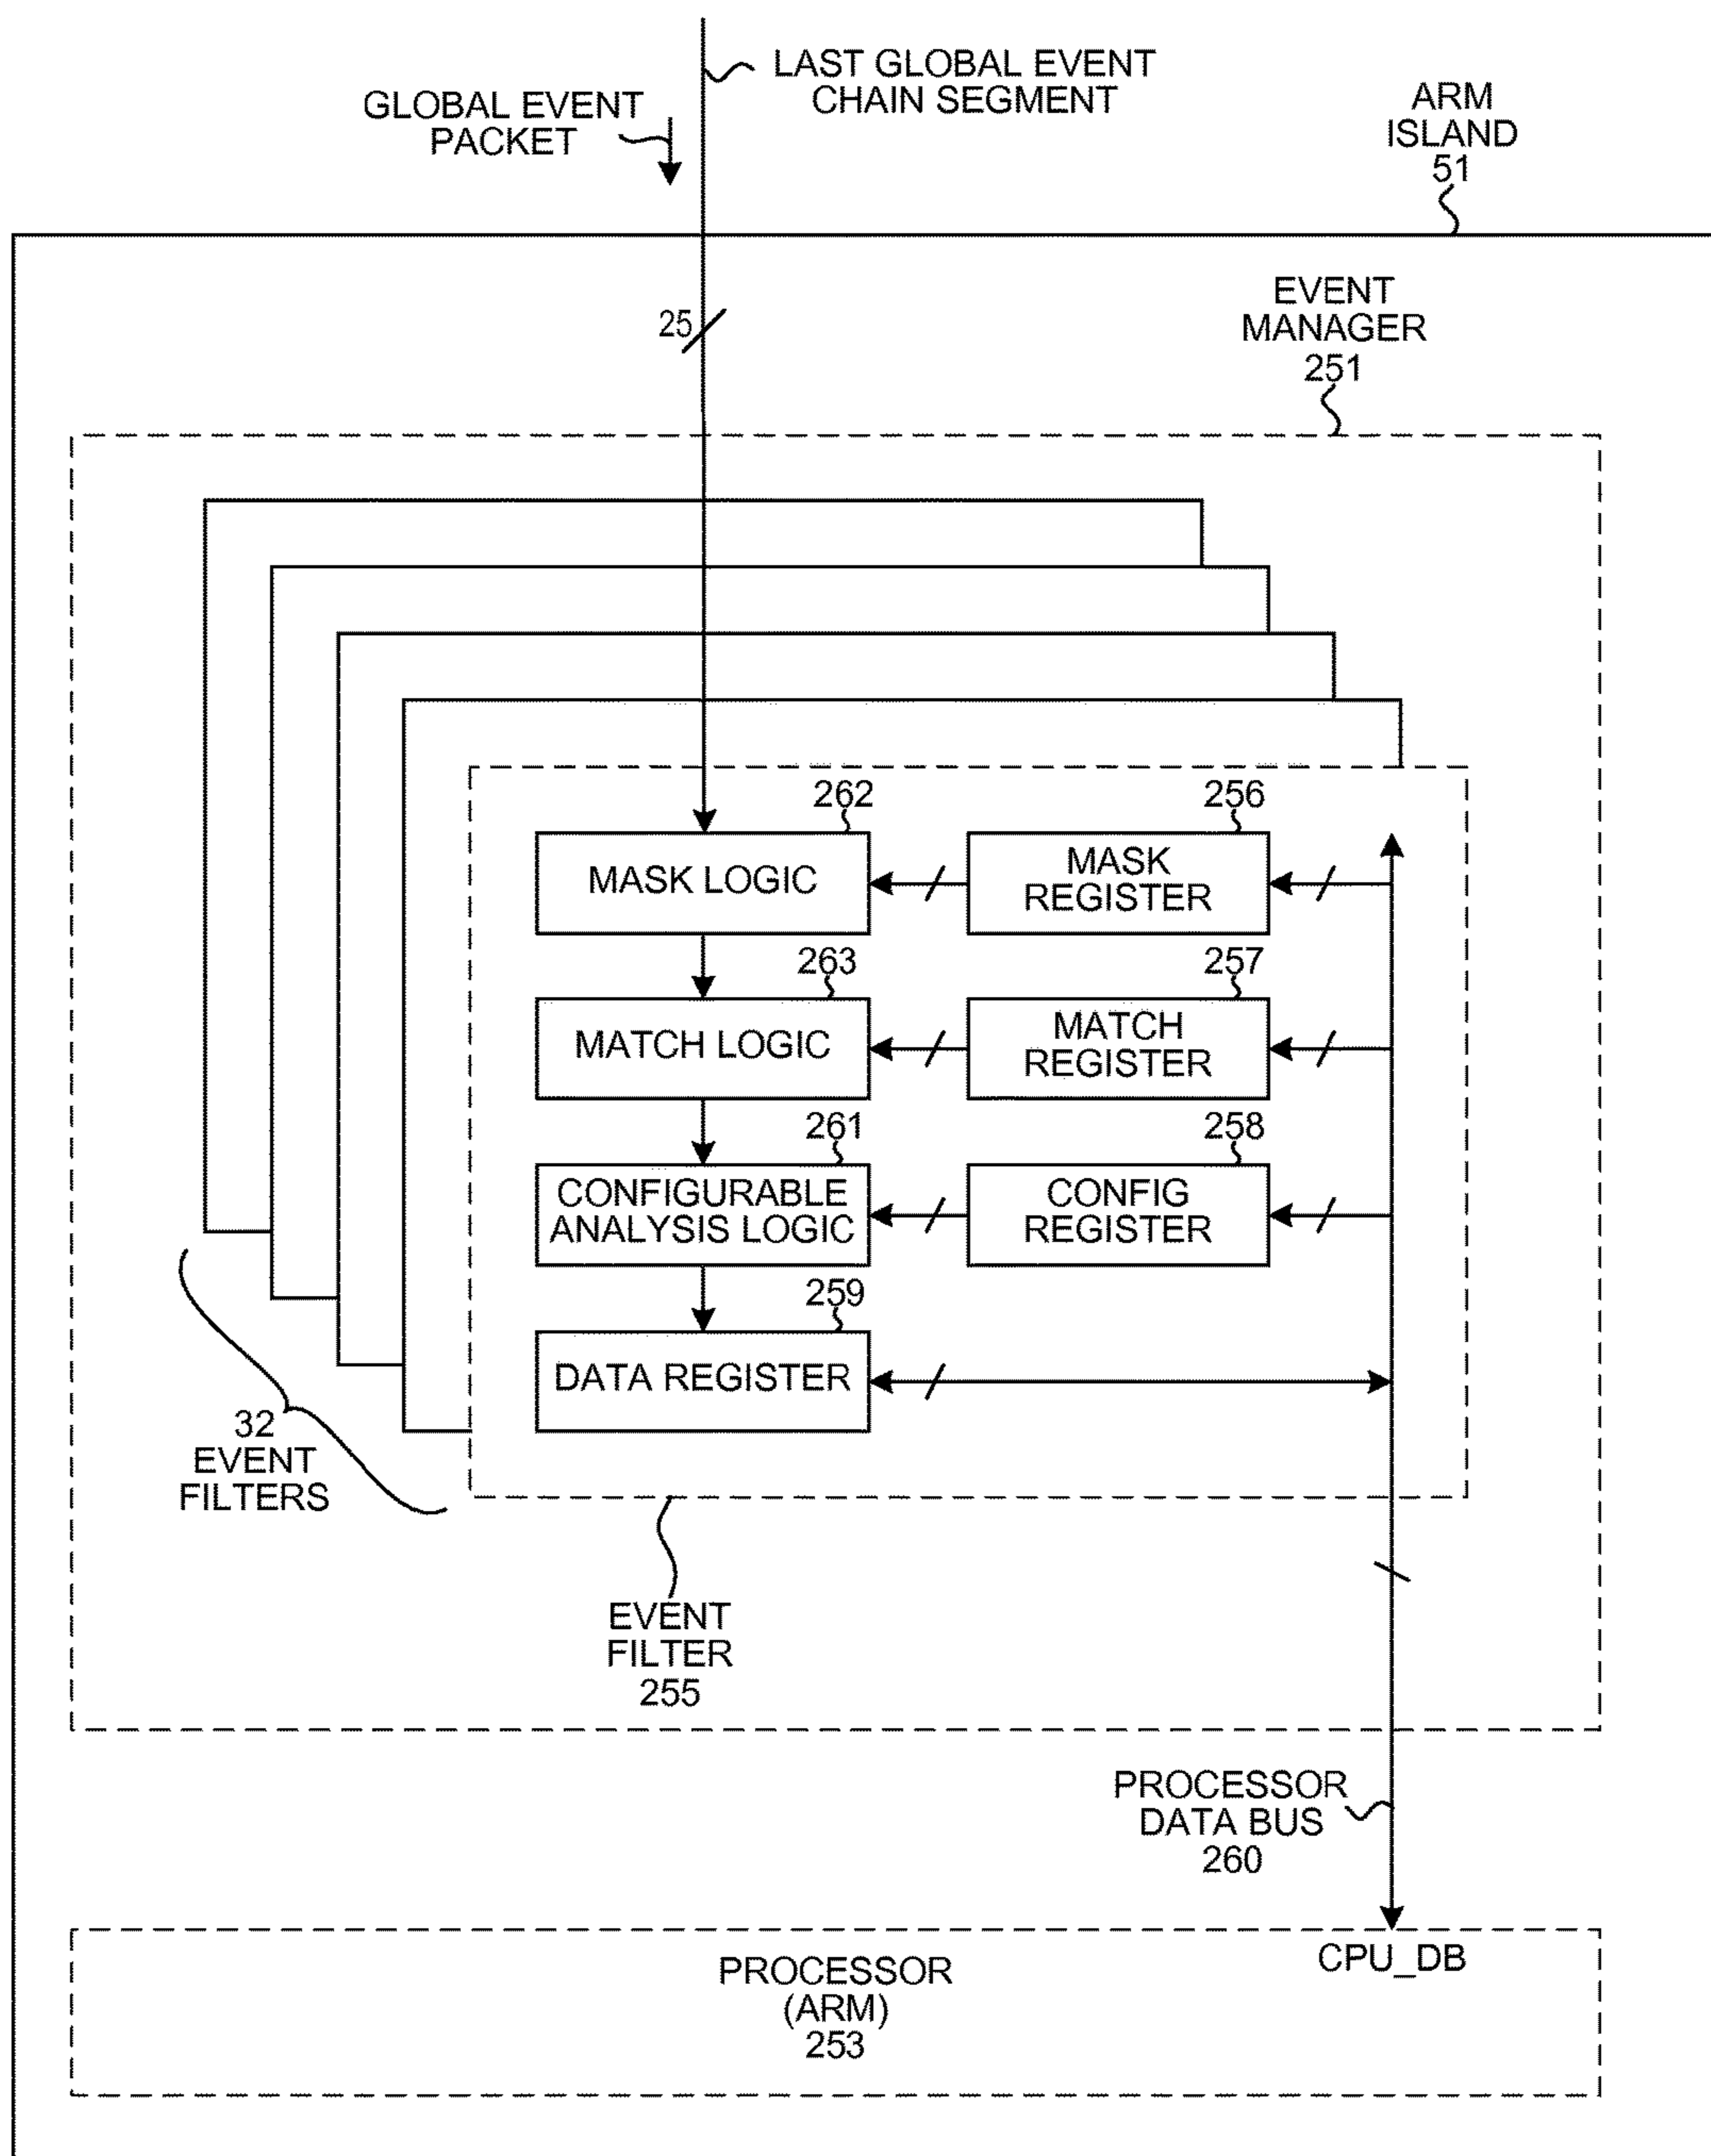 LAST GLOBAL EVENT
CHAIN SEGMENT
GLOBAL EVENT
PACKET
ARM
ISLAND
51
25
EVENT
MANAGER
251
262
256
MASK LOGIC
MASK
REGISTER
263
257
MATCH LOGIC
MATCH
REGISTER
261
258
CONFIGURABLE
ANALYSIS LOGIC
CONFIG
REGISTER
259
DATA REGISTER
32
EVENT
FILTERS
EVENT
FILTER
255
PROCESSOR
DATA BUS
260
CPU_DB
PROCESSOR
(ARM)
253